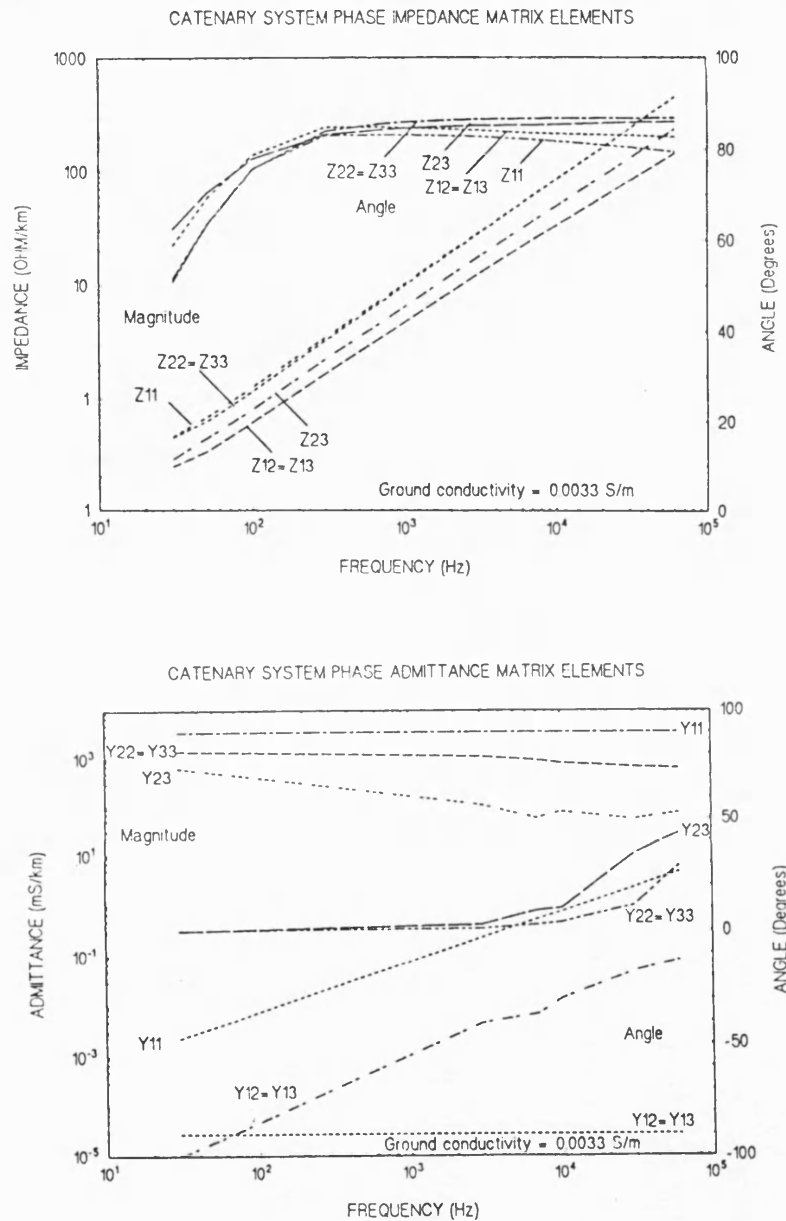 CATENARY SYSTEM PHASE IMPEDANCE MATRIX ELEMENTS
1000
100
10
1
.1
IMPEDANCE (OHM/km)
100
80
60
40
20
0
ANGLE (Degrees)
Z22=Z33
Z23
Z12=Z13
Z11
Angle
Magnitude
Z22=Z33
Z11
Z23
Z12=Z13
Ground conductivity = 0.0033 S/m
10¹ 10² 10³ 10⁴ 10⁵
FREQUENCY (Hz)
CATENARY SYSTEM PHASE ADMITTANCE MATRIX ELEMENTS
10³
10¹
10⁻¹
10⁻³
10⁻⁵
ADMITTANCE (mS/km)
100
50
0
-50
-100
ANGLE (Degrees)
Y11
Y22=Y33
Y23
Magnitude
Y23
Y22=Y33
Y11
Angle
Y12=Y13
Y12=Y13
Ground conductivity = 0.0033 S/m
10¹ 10² 10³ 10⁴ 10⁵
FREQUENCY (Hz)